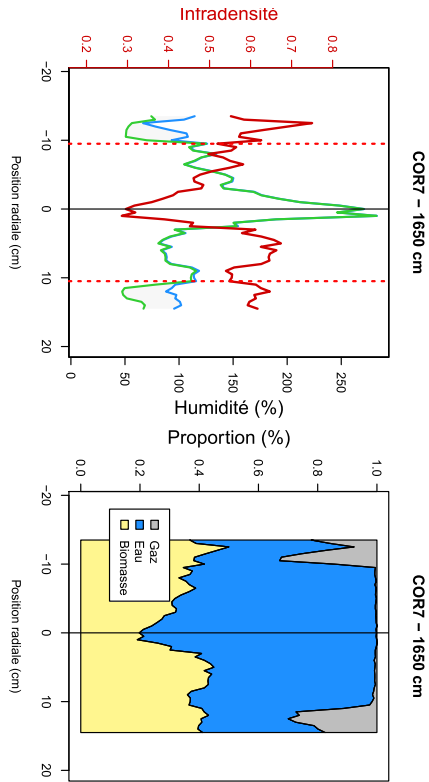 COR7 − 1650 cm
Infradensité
0.2 0.3 0.4 0.5 0.6 0.7 0.8
−20 −10 0 10 20
Position radiale (cm)
0 50 100 150 200 250
Humidité (%)
COR7 − 1650 cm
Proportion (%)
0.0 0.2 0.4 0.6 0.8 1.0
Gaz
Eau
Biomasse
−20 −10 0 10 20
Position radiale (cm)